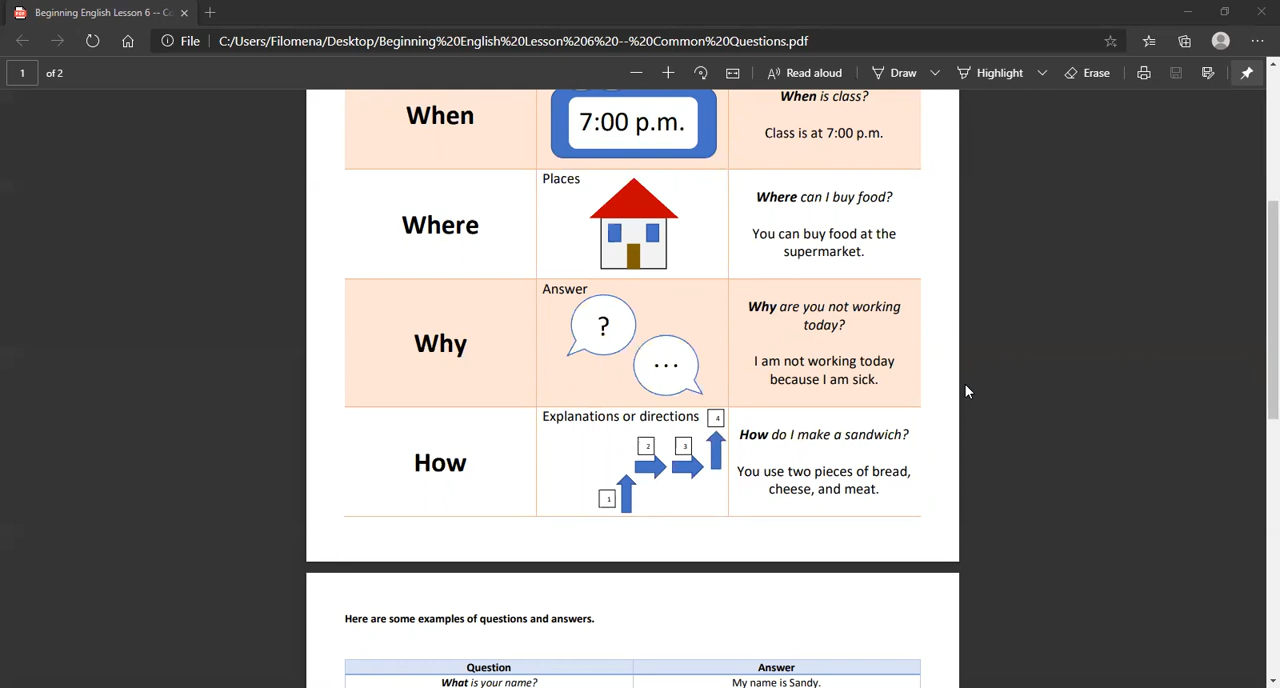 Beginning English Lesson 6 -- Co
File
C:/Users/Filomena/Desktop/Beginning%20English%20Lesson%206%20--%20Common%20Questions.pdf
1
of 2
Read aloud
Draw
Highlight
Erase
When
7:00 p.m.
When is class?
Class is at 7:00 p.m.
Where
Places
Where can I buy food?
You can buy food at the
supermarket.
Why
Answer
?
...
Why are you not working
today?
I am not working today
because I am sick.
How
Explanations or directions
4
2
3
1
How do I make a sandwich?
You use two pieces of bread,
cheese, and meat.
Here are some examples of questions and answers.
Question
Answer
What is your name?
My name is Sandy.